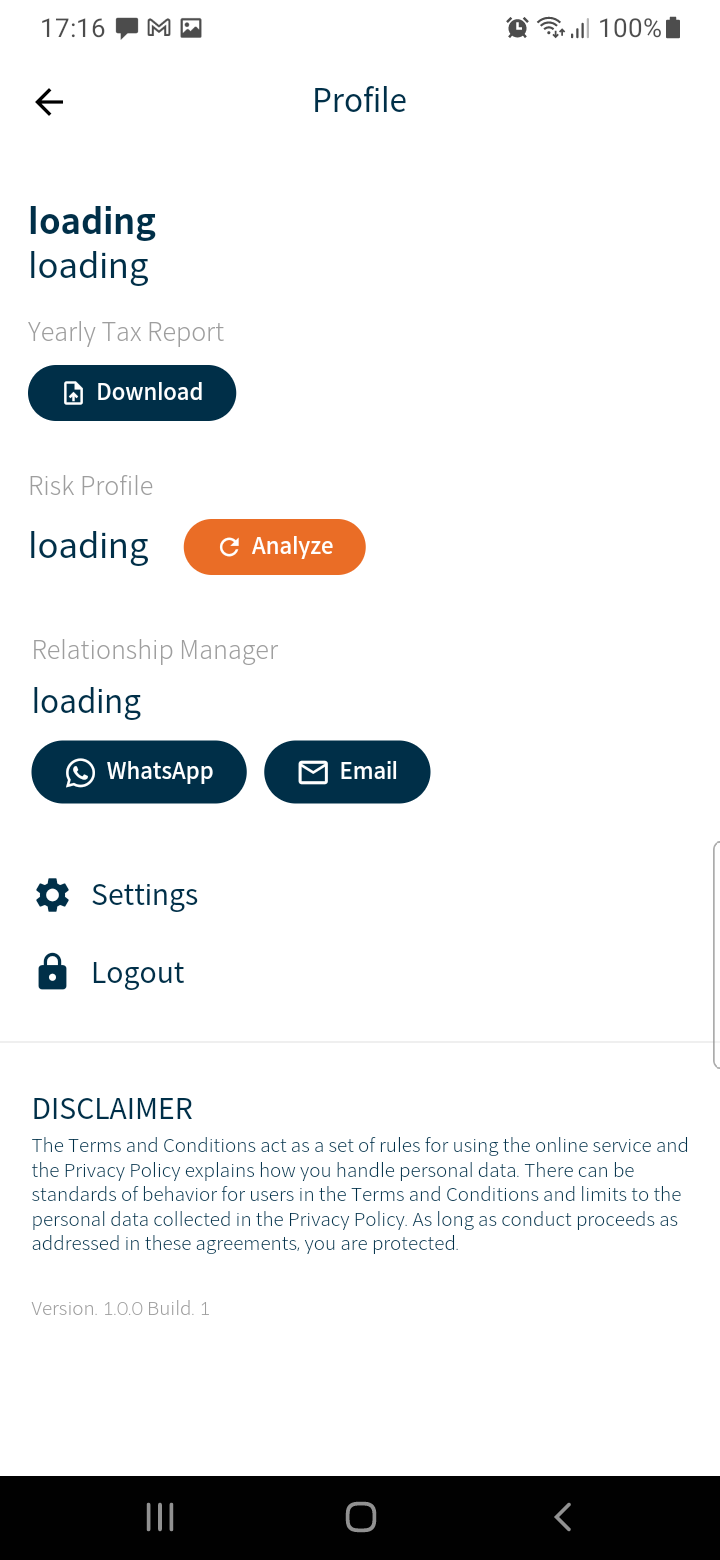 17:16 100%
Profile
loading
loading
Yearly Tax Report
Download
Risk Profile
loading Analyze
Relationship Manager
loading
WhatsApp Email
Settings
Logout
DISCLAIMER
The Terms and Conditions act as a set of rules for using the online service and
the Privacy Policy explains how you handle personal data. There can be
standards of behavior for users in the Terms and Conditions and limits to the
personal data collected in the Privacy Policy. As long as conduct proceeds as
addressed in these agreements, you are protected.
Version. 1.0.0 Build. 1